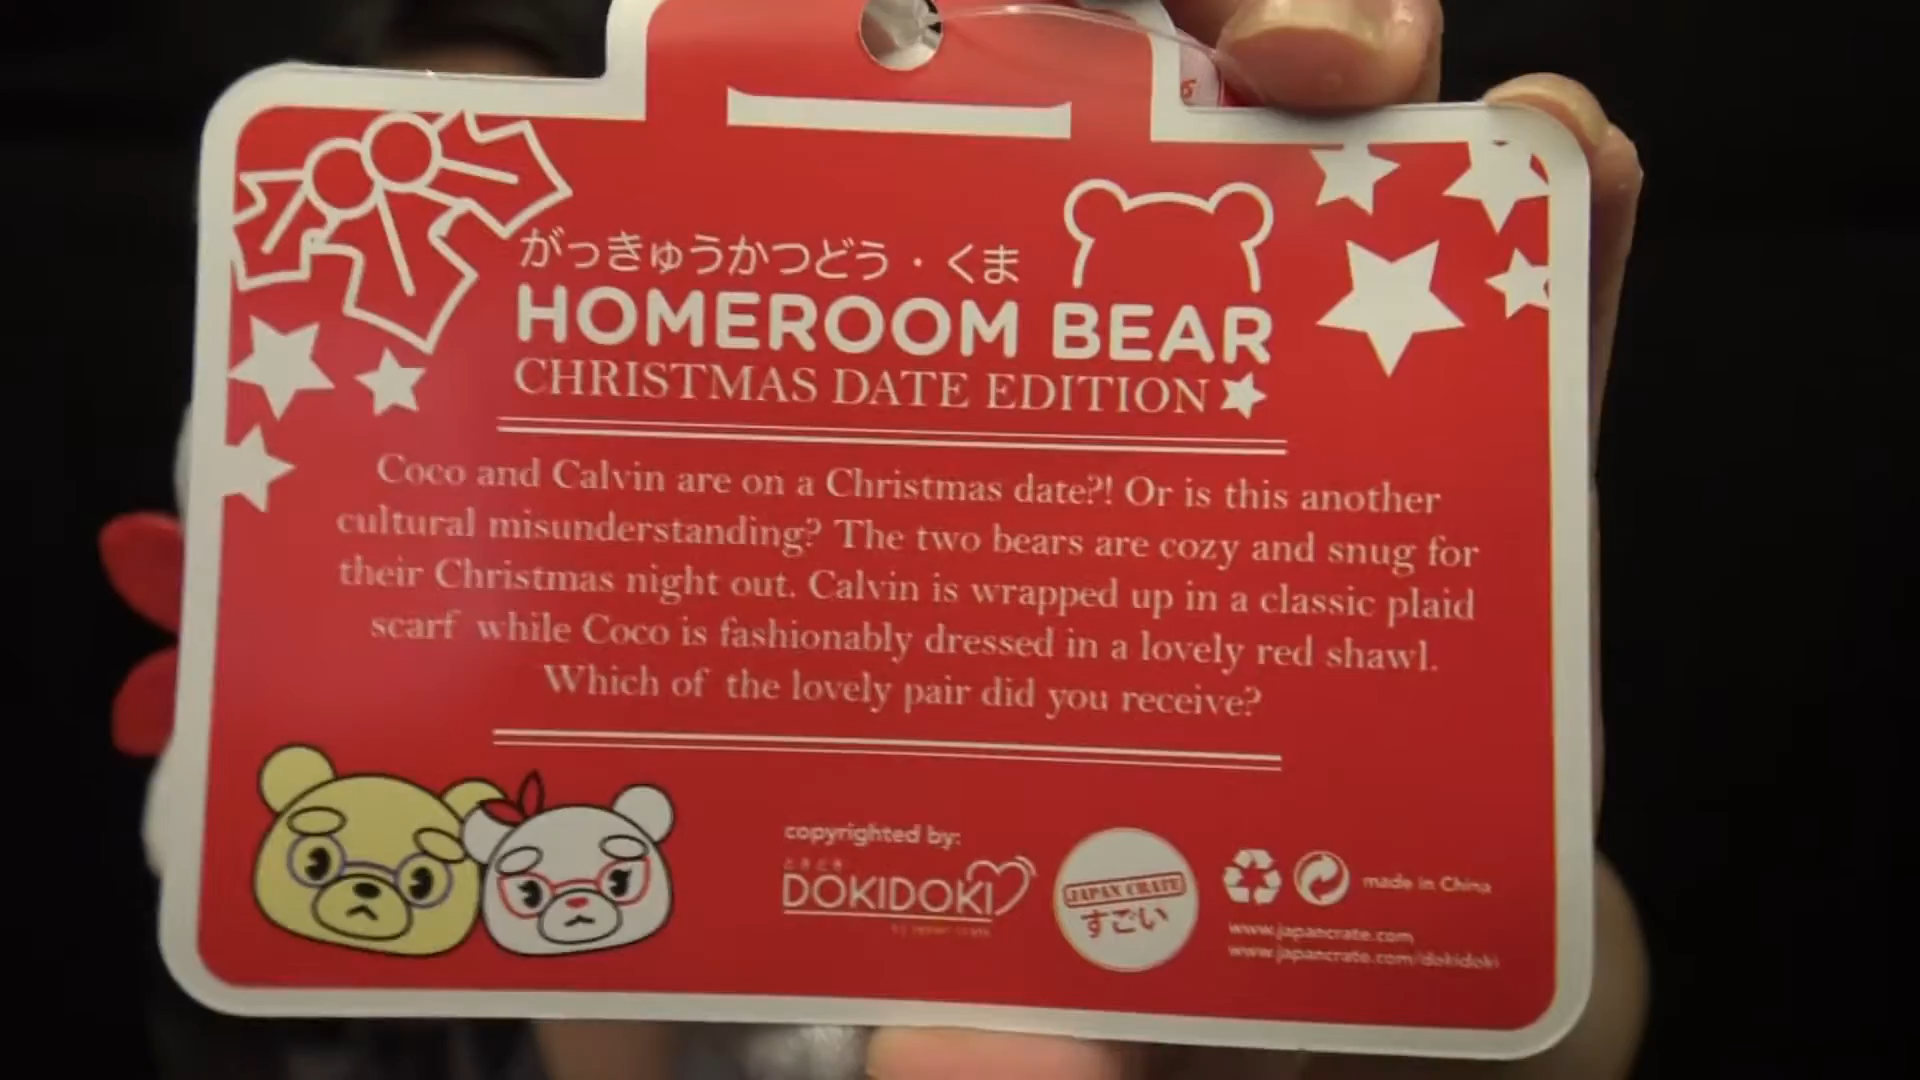 がっきゅうかつどう・くま
HOMEROOM BEAR
CHRISTMAS DATE EDITION
Coco and Calvin are on a Christmas date?! Or is this another
cultural misunderstanding? The two bears are cozy and snug for
their Christmas night out. Calvin is wrapped up in a classic plaid
scarf while Coco is fashionably dressed in a lovely red shawl.
Which of the lovely pair did you receive?
copyrighted by:
どきどき
DOKIDOKI
JAPAN CRATE
すごい
made in China
www.japancrate.com
www.japancrate.com/dokidoki